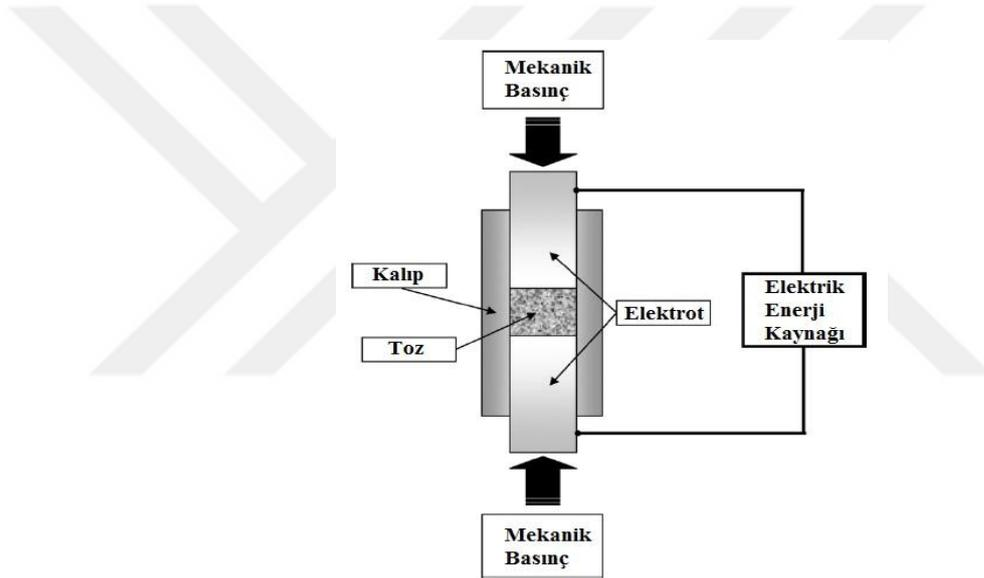 Mekanik
Basınç
Kalıp
Toz
Elektrot
Elektrik
Enerji
Kaynağı
Mekanik
Basınç